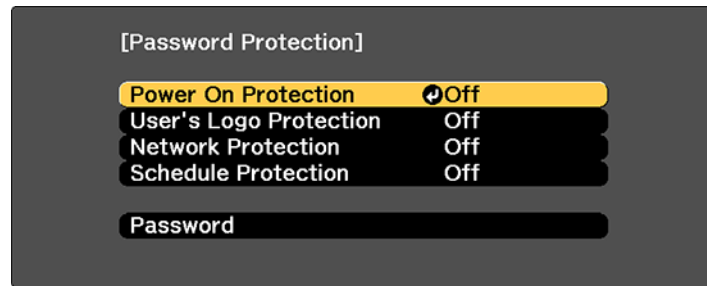 [Password Protection]
Power On Protection Off
User's Logo Protection Off
Network Protection Off
Schedule Protection Off
Password